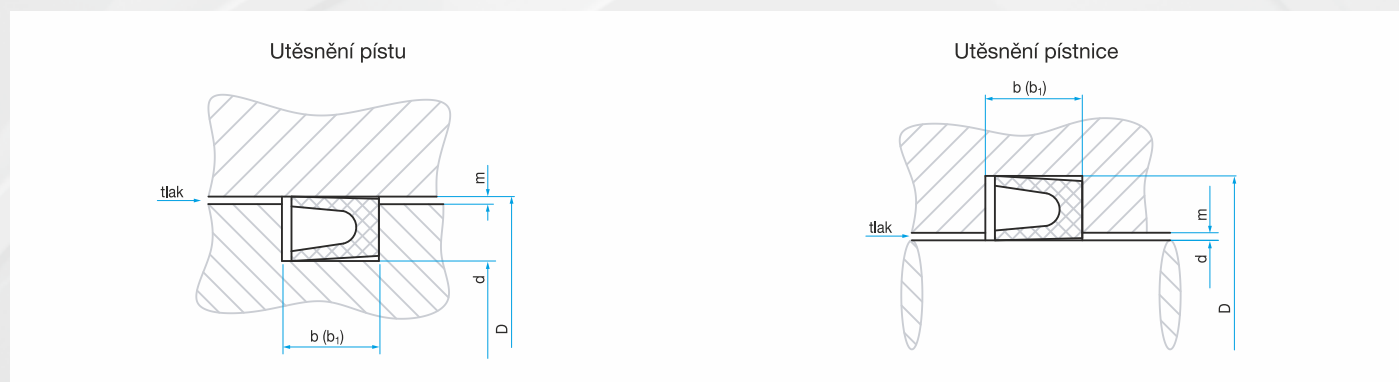 Utěsnění pístu
tlak
m
d
D
b (b₁)
Utěsnění pístnice
b (b₁)
tlak
m
d
D